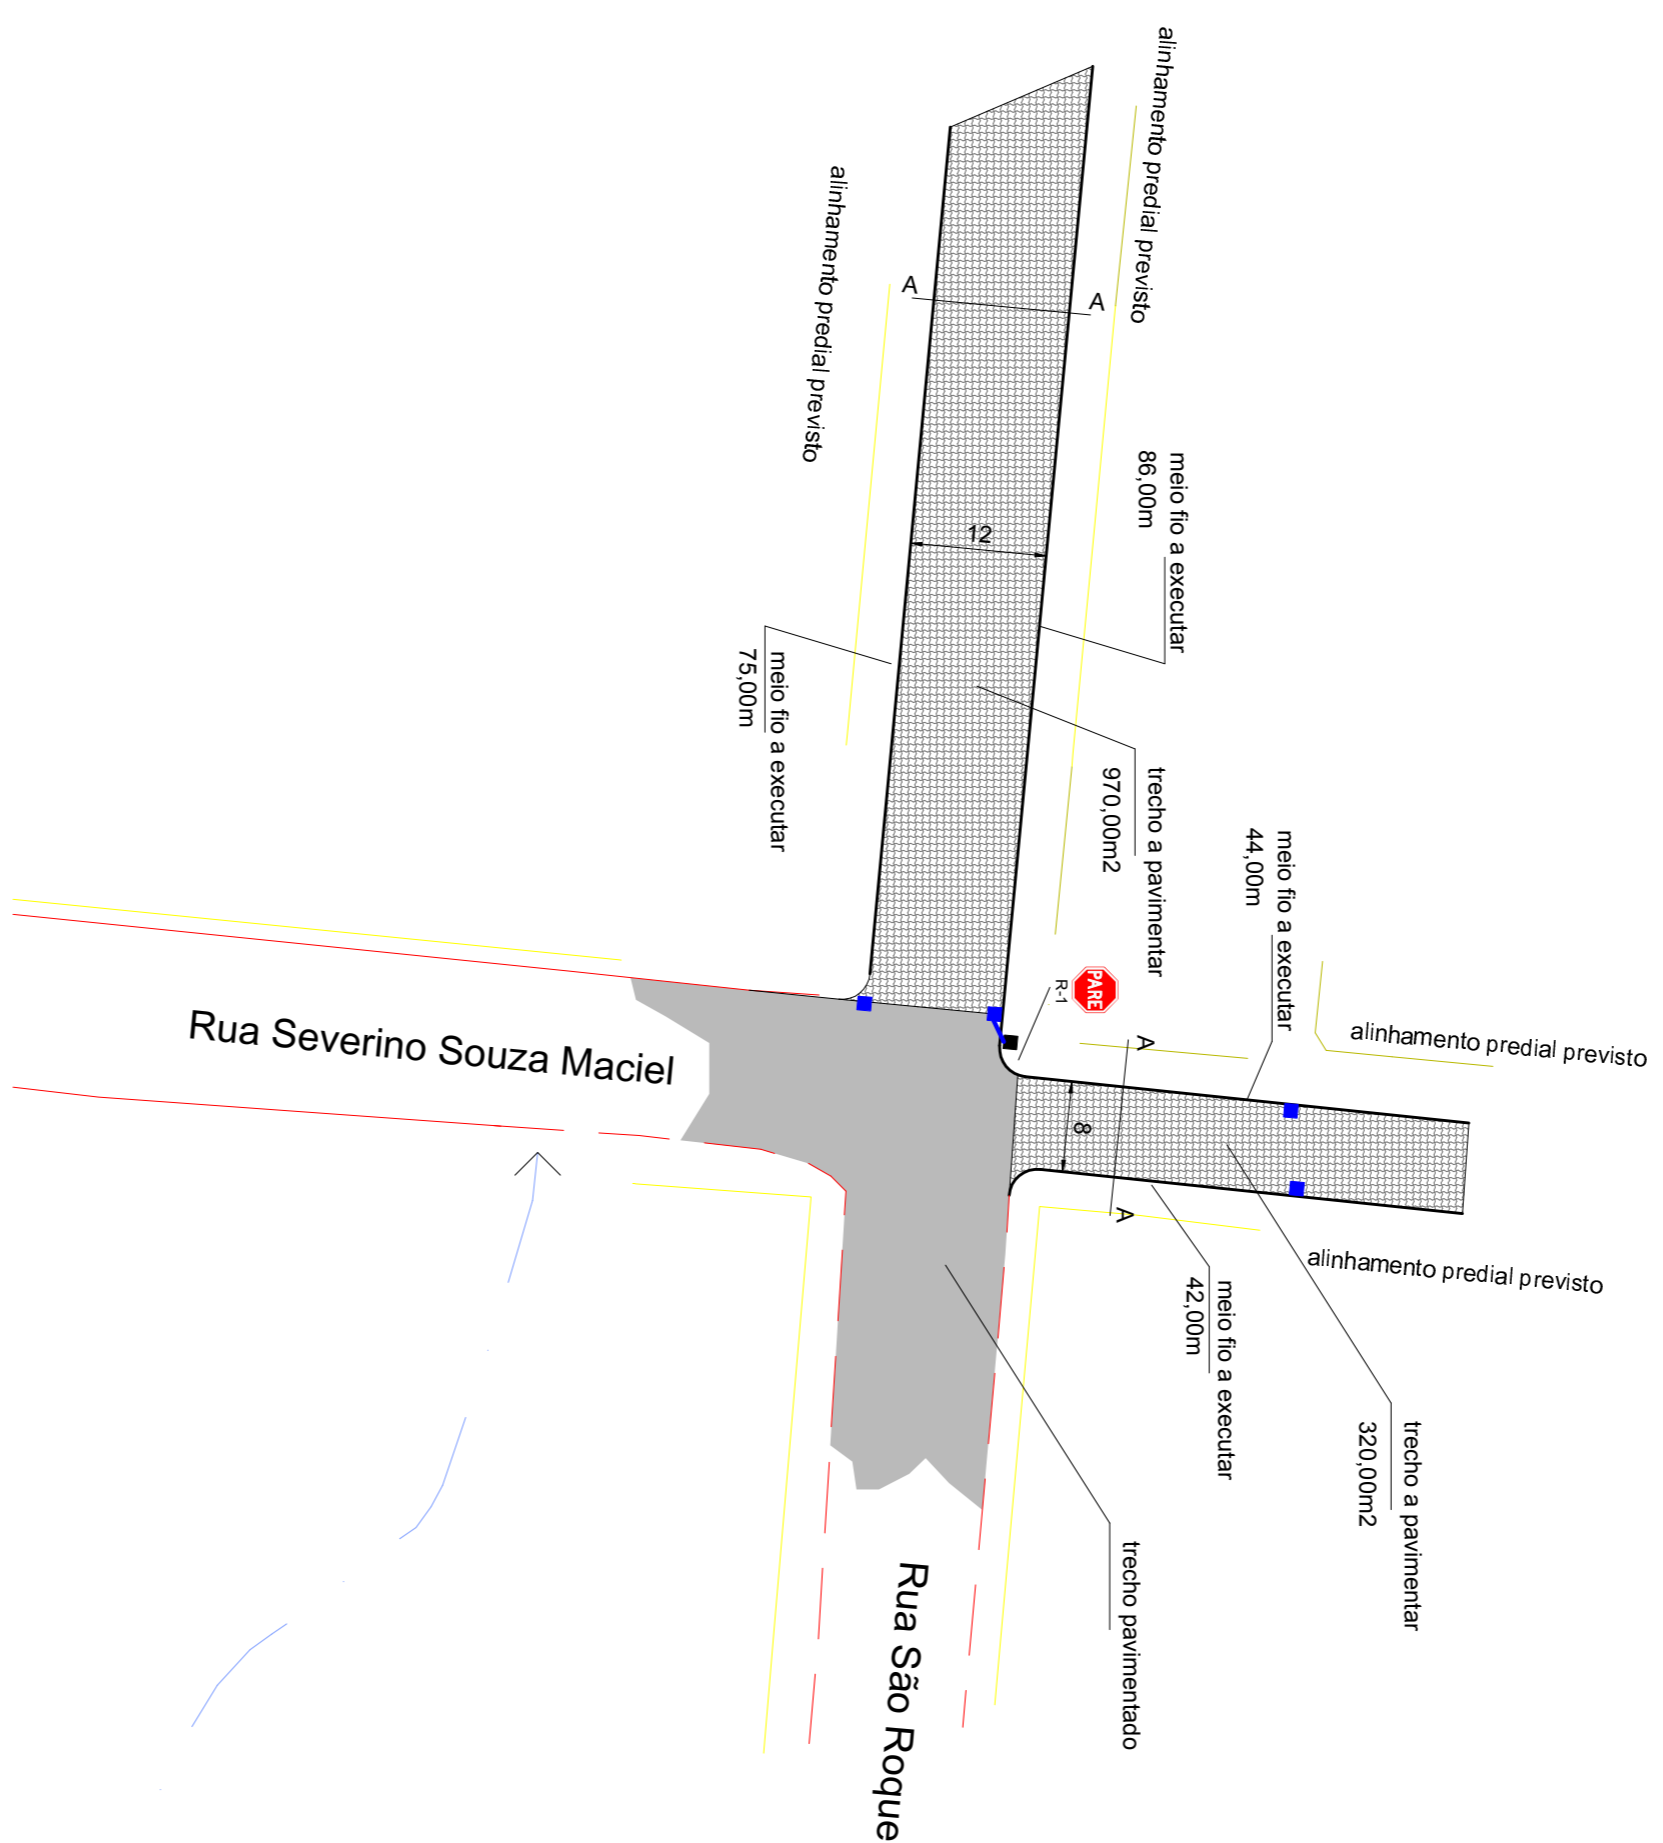 alinhamento predial previsto
alinhamento predial previsto
A
A
meio fio a executar
86,00m
12
meio fio a executar
75,00m
trecho a pavimentar
970,00m2
meio fio a executar
44,00m
PARE
R-1
A
alinhamento predial previsto
Rua Severino Souza Maciel
8
A
alinhamento predial previsto
meio fio a executar
42,00m
trecho a pavimentar
320,00m2
trecho pavimentado
Rua São Roque